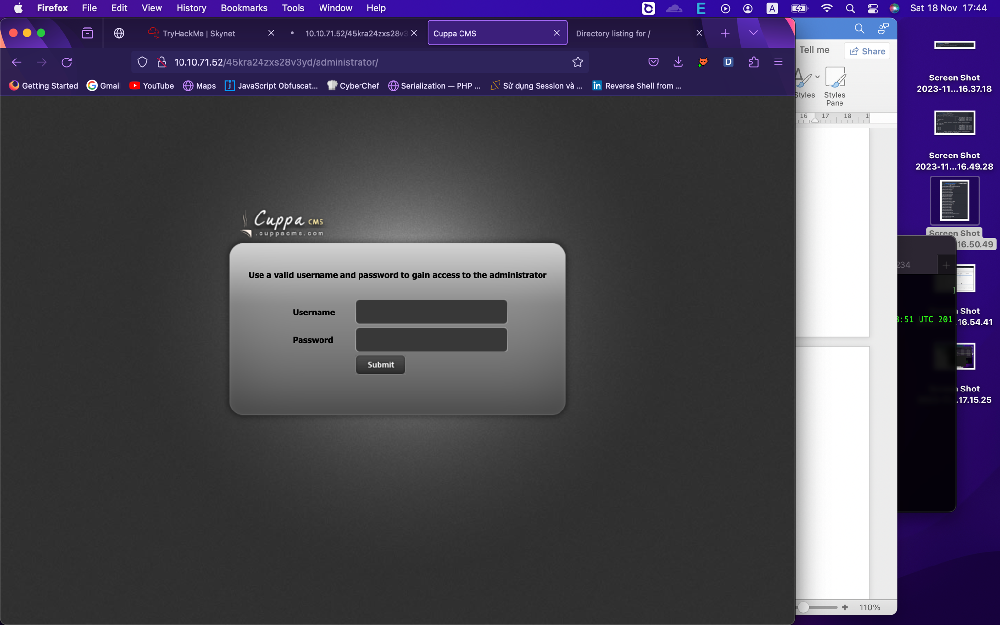 Firefox File Edit View History Bookmarks Tools Window Help
E A Sat 18 Nov 17:44
TryHackMe | Skynet
10.10.71.52/45kra24zxs28v3
Cuppa CMS
Directory listing for /
10.10.71.52/45kra24zxs28v3yd/administrator/
D
Getting Started Gmail YouTube Maps JavaScript Obfuscat... CyberChef Serialization — PHP ... Sử dụng Session và ... Reverse Shell from ...
Cuppa CMS
.cuppacms.com
Use a valid username and password to gain access to the administrator
Username
Password
Submit
Tell me
Share
Styles
Styles
Pane
16 17 18 1
110%
Screen Shot
2023-11...16.37.18
Screen Shot
2023-11...16.49.28
Screen Shot
16.50.49
234
]
:51 UTC 201
Shot
.16.54.41
Shot
.17.15.25